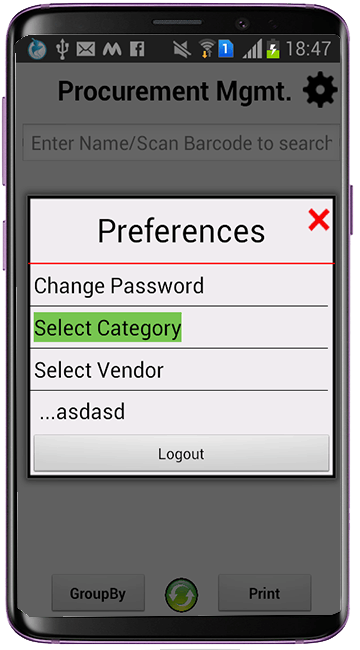 18:47
Procurement Mgmt.
Enter Name/Scan Barcode to search
Preferences
Change Password
Select Category
Select Vendor
...asdasd
Logout
GroupBy
Print